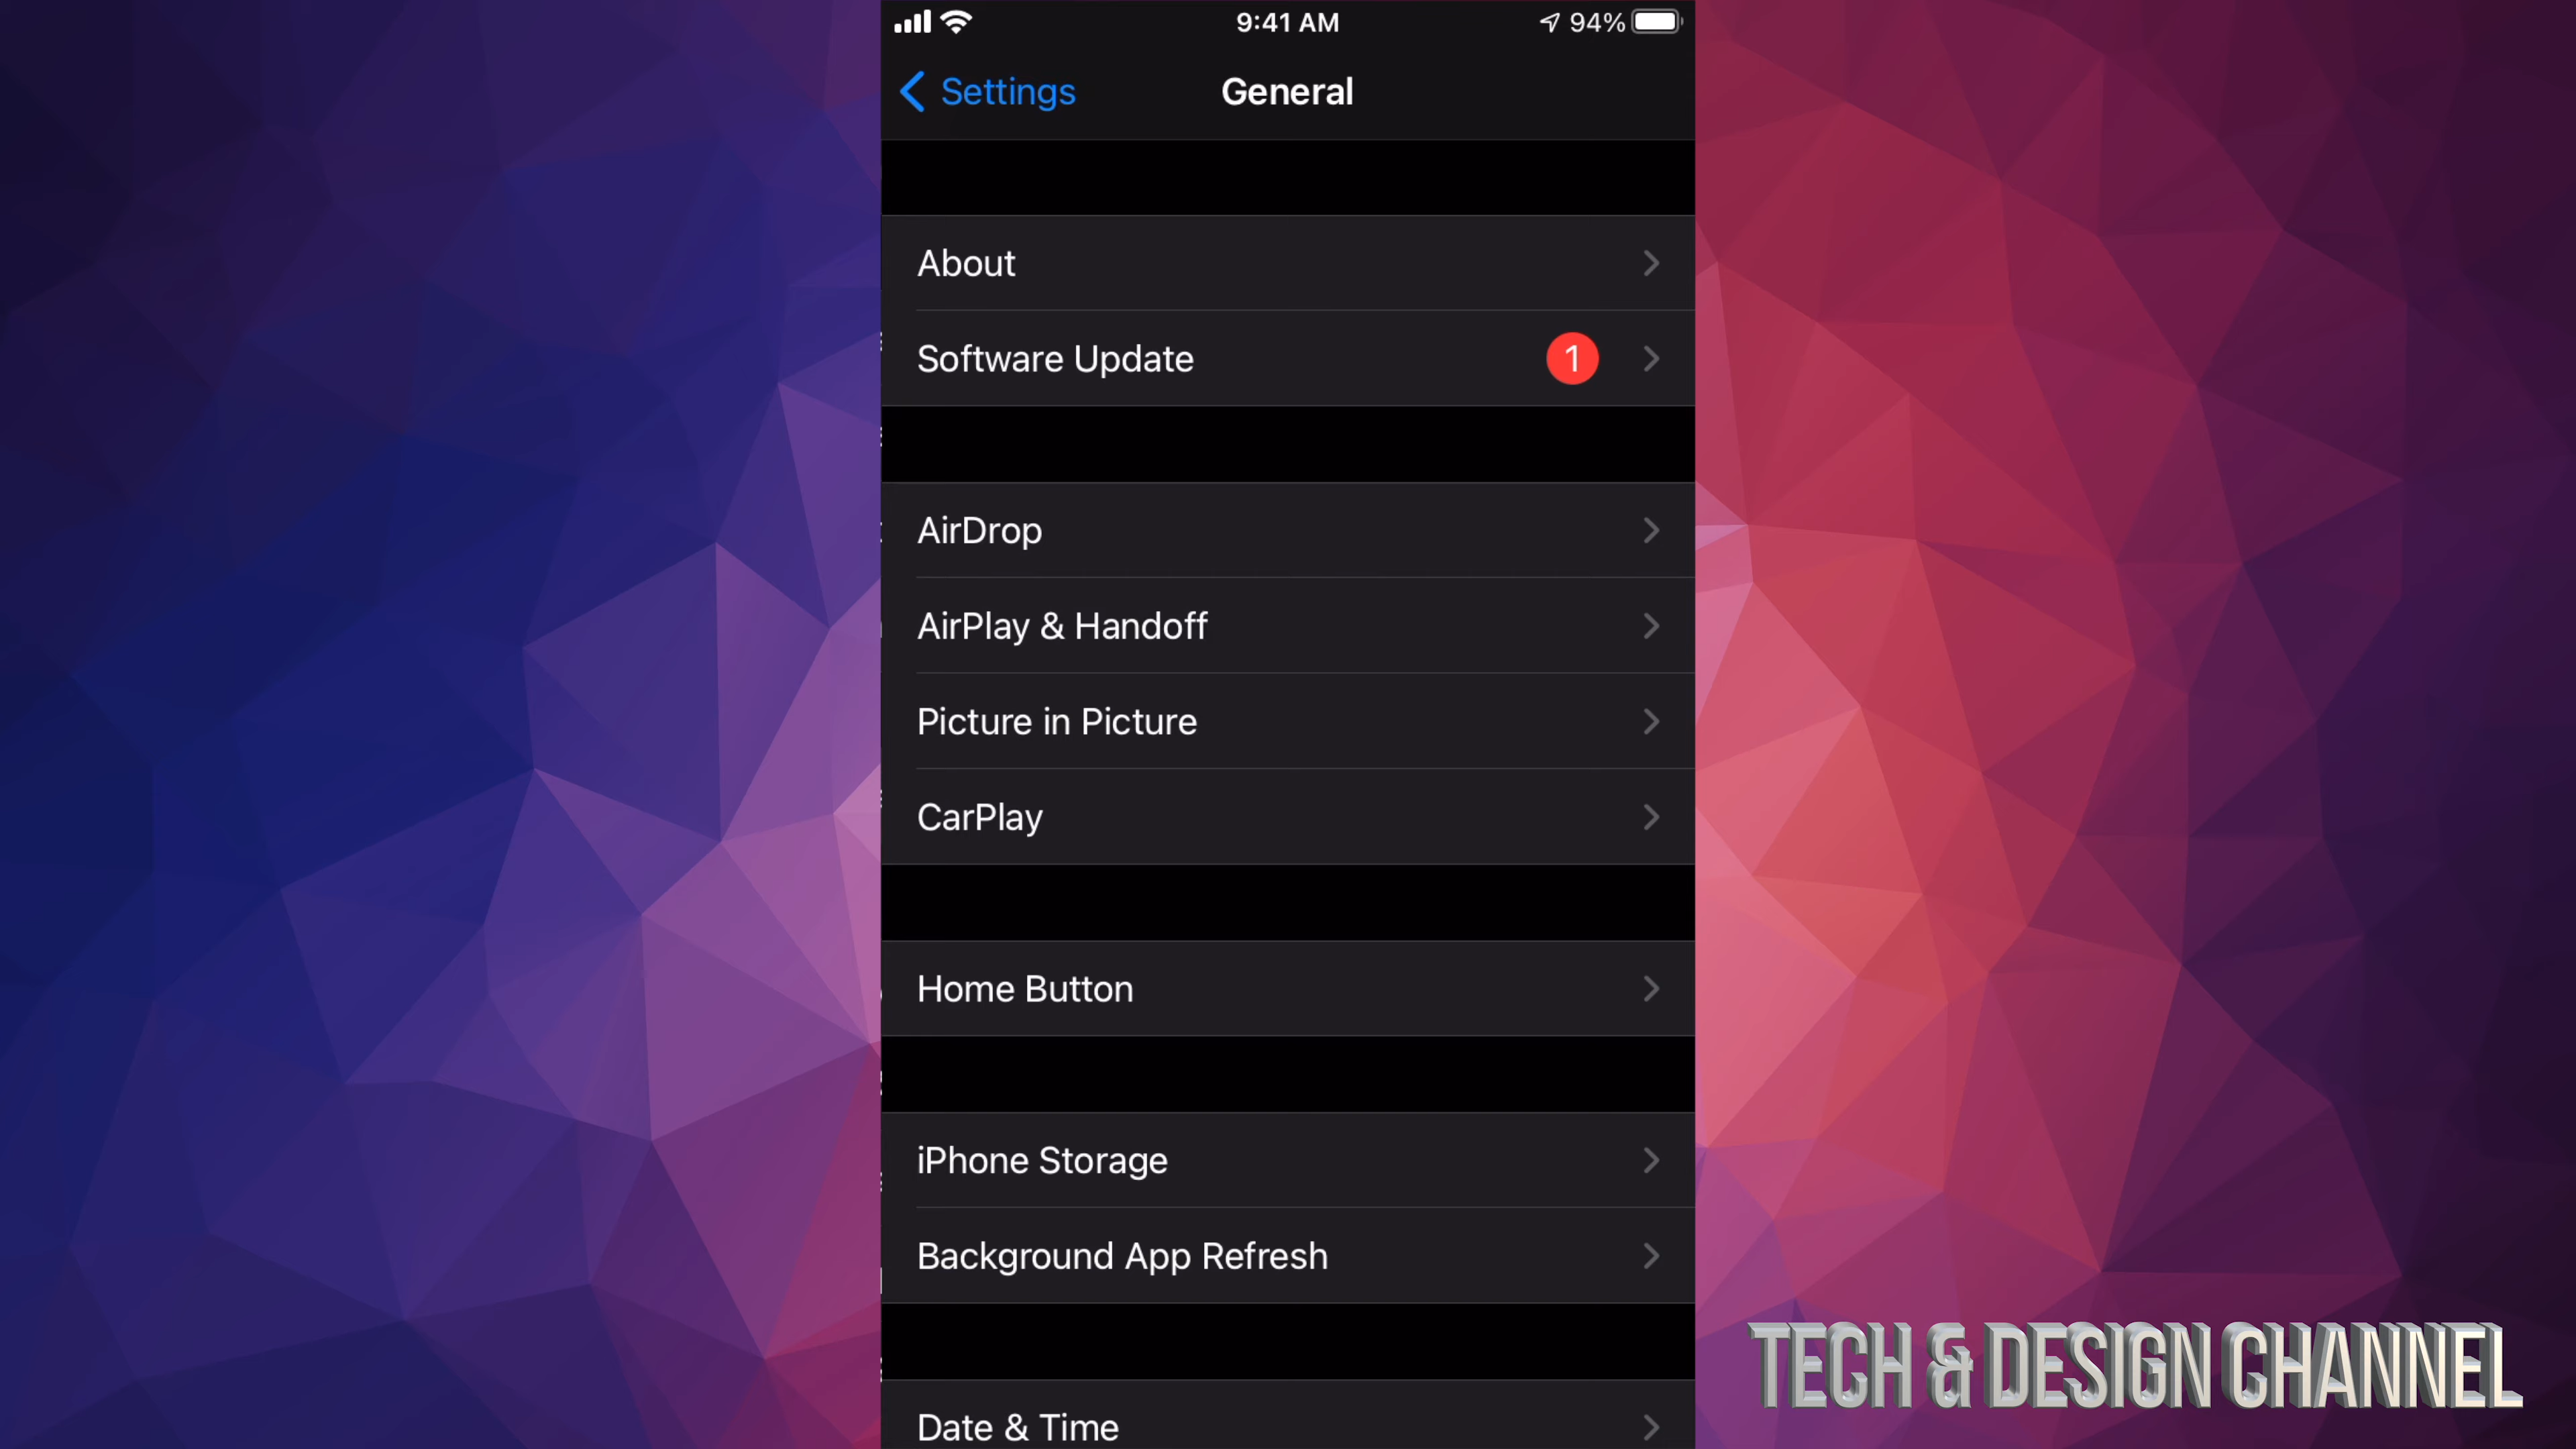 9:41 AM
94%
Settings
General
About
Software Update
1
AirDrop
AirPlay & Handoff
Picture in Picture
CarPlay
Home Button
iPhone Storage
Background App Refresh
Date & Time
TECH & DESIGN CHANNEL